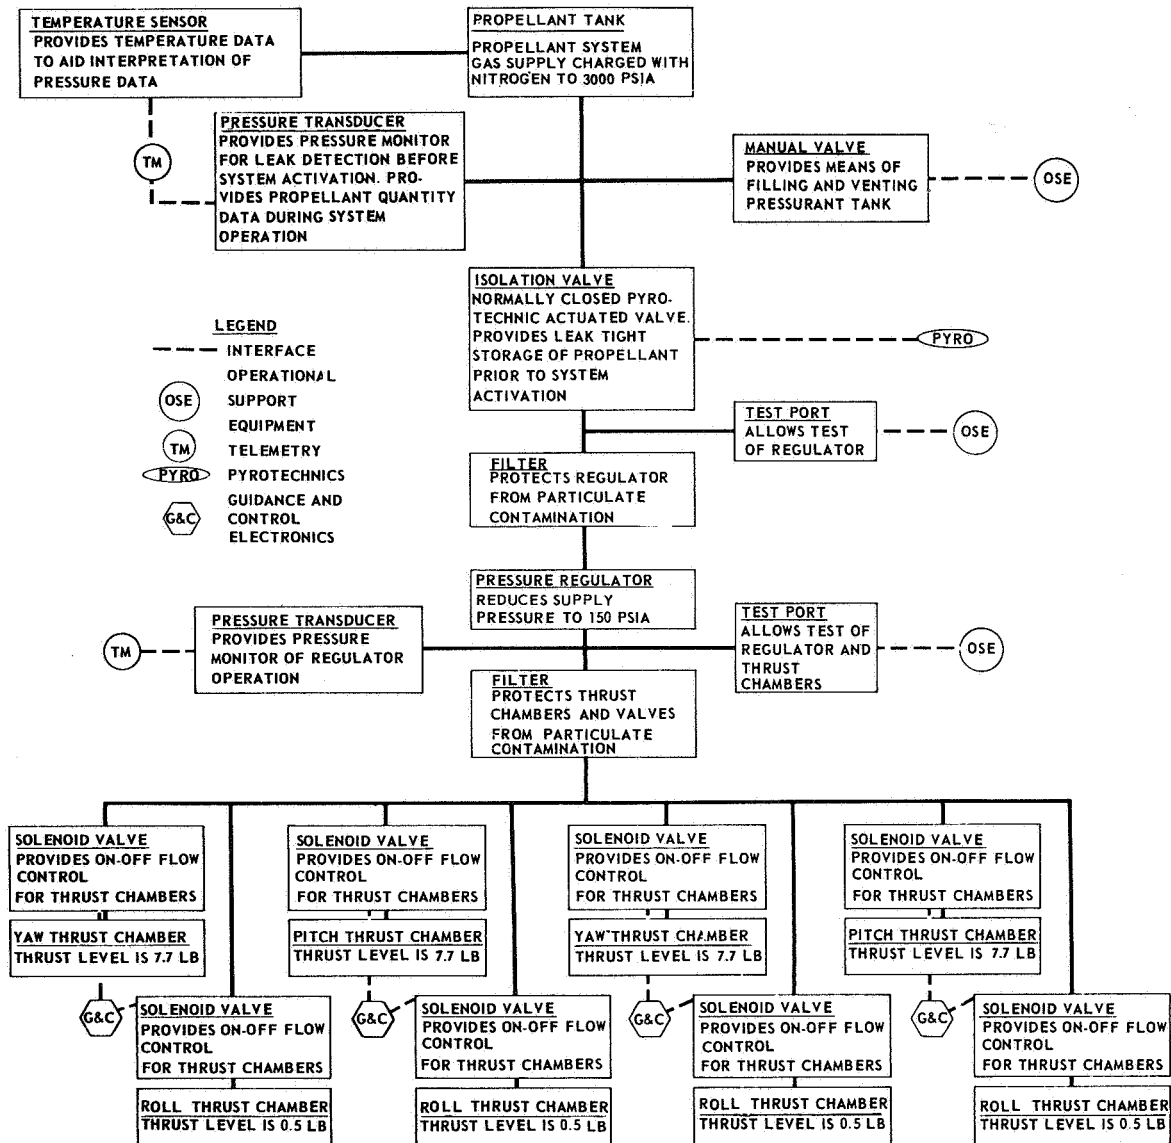 TEMPERATURE SENSOR
PROVIDES TEMPERATURE DATA
TO AID INTERPRETATION OF
PRESSURE DATA
PROPELLANT TANK
PROPELLANT SYSTEM
GAS SUPPLY CHARGED WITH
NITROGEN TO 3000 PSIA
TM
PRESSURE TRANSDUCER
PROVIDES PRESSURE MONITOR
FOR LEAK DETECTION BEFORE
SYSTEM ACTIVATION. PRO-
VIDES PROPELLANT QUANTITY
DATA DURING SYSTEM
OPERATION
MANUAL VALVE
PROVIDES MEANS OF
FILLING AND VENTING
PRESSURANT TANK
OSE
ISOLATION VALVE
NORMALLY CLOSED PYRO-
TECHNIC ACTUATED VALVE.
PROVIDES LEAK TIGHT
STORAGE OF PROPELLANT
PRIOR TO SYSTEM
ACTIVATION
PYRO
LEGEND
INTERFACE
OPERATIONAL
OSE SUPPORT
EQUIPMENT
TM TELEMETRY
PYRO PYROTECHNICS
GUIDANCE AND
G&C CONTROL
ELECTRONICS
TEST PORT
ALLOWS TEST
OF REGULATOR
OSE
FILTER
PROTECTS REGULATOR
FROM PARTICULATE
CONTAMINATION
PRESSURE REGULATOR
REDUCES SUPPLY
PRESSURE TO 150 PSIA
TM
PRESSURE TRANSDUCER
PROVIDES PRESSURE
MONITOR OF REGULATOR
OPERATION
TEST PORT
ALLOWS TEST OF
REGULATOR AND
THRUST
CHAMBERS
OSE
FILTER
PROTECTS THRUST
CHAMBERS AND VALVES
FROM PARTICULATE
CONTAMINATION
SOLENOID VALVE
PROVIDES ON-OFF FLOW
CONTROL
FOR THRUST CHAMBERS
SOLENOID VALVE
PROVIDES ON-OFF FLOW
CONTROL
FOR THRUST CHAMBERS
SOLENOID VALVE
PROVIDES ON-OFF FLOW
CONTROL
FOR THRUST CHAMBERS
SOLENOID VALVE
PROVIDES ON-OFF FLOW
CONTROL
FOR THRUST CHAMBERS
YAW THRUST CHAMBER
THRUST LEVEL IS 7.7 LB
PITCH THRUST CHAMBER
THRUST LEVEL IS 7.7 LB
YAW THRUST CHAMBER
THRUST LEVEL IS 7.7 LB
PITCH THRUST CHAMBER
THRUST LEVEL IS 7.7 LB
G&C
SOLENOID VALVE
PROVIDES ON-OFF FLOW
CONTROL
FOR THRUST CHAMBERS
G&C
SOLENOID VALVE
PROVIDES ON-OFF FLOW
CONTROL
FOR THRUST CHAMBERS
G&C
SOLENOID VALVE
PROVIDES ON-OFF FLOW
CONTROL
FOR THRUST CHAMBERS
G&C
SOLENOID VALVE
PROVIDES ON-OFF FLOW
CONTROL
FOR THRUST CHAMBERS
ROLL THRUST CHAMBER
THRUST LEVEL IS 0.5 LB
ROLL THRUST CHAMBER
THRUST LEVEL IS 0.5 LB
ROLL THRUST CHAMBER
THRUST LEVEL IS 0.5 LB
ROLL THRUST CHAMBER
THRUST LEVEL IS 0.5 LB